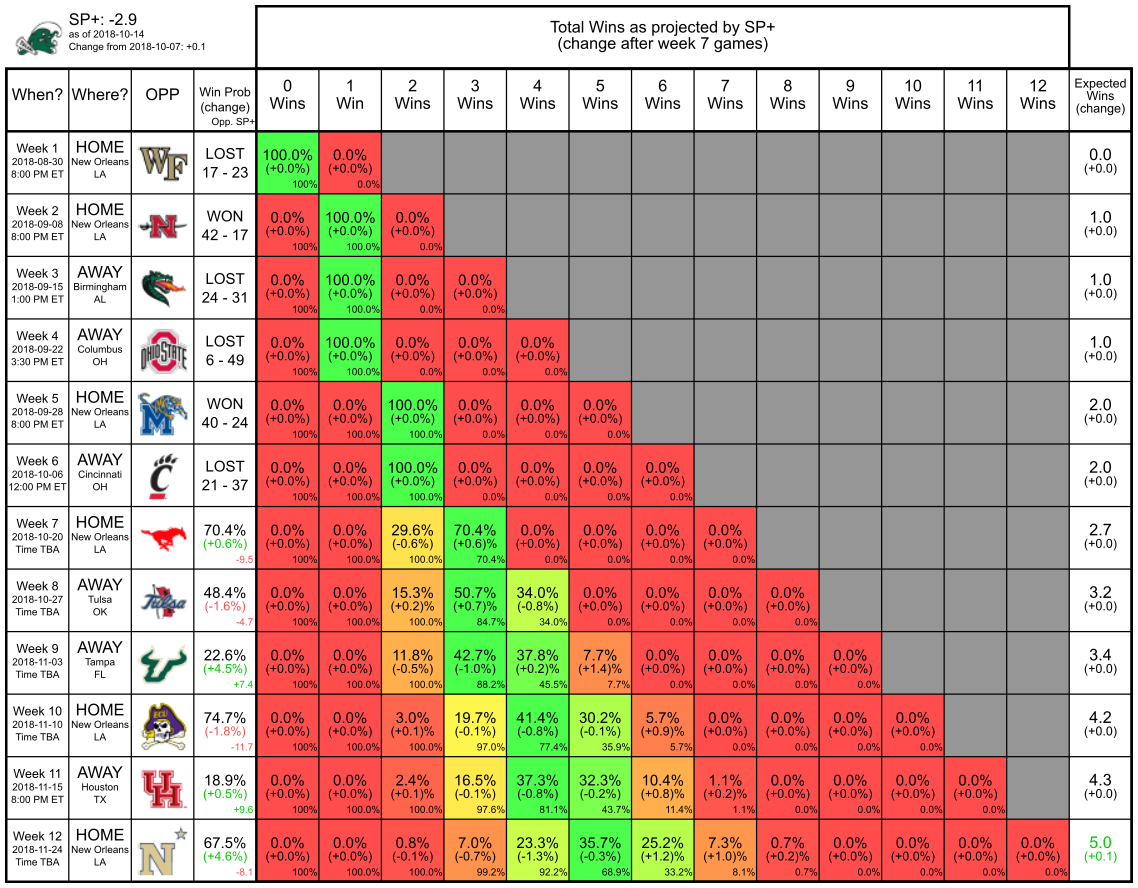 SP+: -2.9
as of 2018-10-14
Change from 2018-10-07: +0.1
Total Wins as projected by SP+
(change after week 7 games)
When? Where? OPP Win Prob (change) Opp. SP+ 0 Wins 1 Win 2 Wins 3 Wins 4 Wins 5 Wins 6 Wins 7 Wins 8 Wins 9 Wins 10 Wins 11 Wins 12 Wins Expected Wins (change)
Week 1 HOME WF LOST 100.0% 0.0% 0.0
2018-08-30 New Orleans (+0.0%) (+0.0%) (+0.0)
8:00 PM ET LA 17 - 23 100% 0.0%
Week 2 HOME N WON 0.0% 100.0% 0.0% 1.0
2018-09-08 New Orleans (+0.0%) (+0.0%) (+0.0%) (+0.0)
8:00 PM ET LA 42 - 17 100% 100.0% 0.0%
Week 3 AWAY LOST 0.0% 100.0% 0.0% 0.0% 1.0
2018-09-15 Birmingham (+0.0%) (+0.0%) (+0.0%) (+0.0%) (+0.0)
1:00 PM ET AL 24 - 31 100% 100.0% 0.0% 0.0%
Week 4 AWAY OHIO STATE LOST 0.0% 100.0% 0.0% 0.0% 0.0% 1.0
2018-09-22 Columbus (+0.0%) (+0.0%) (+0.0%) (+0.0%) (+0.0%) (+0.0)
3:30 PM ET OH 6 - 49 100% 100.0% 0.0% 0.0% 0.0%
Week 5 HOME M WON 0.0% 0.0% 100.0% 0.0% 0.0% 0.0% 2.0
2018-09-28 New Orleans (+0.0%) (+0.0%) (+0.0%) (+0.0%) (+0.0%) (+0.0%) (+0.0)
8:00 PM ET LA 40 - 24 100% 100.0% 100.0% 0.0% 0.0% 0.0%
Week 6 AWAY C LOST 0.0% 0.0% 100.0% 0.0% 0.0% 0.0% 0.0% 2.0
2018-10-06 Cincinnati (+0.0%) (+0.0%) (+0.0%) (+0.0%) (+0.0%) (+0.0%) (+0.0%) (+0.0)
12:00 PM ET OH 21 - 37 100% 100.0% 100.0% 0.0% 0.0% 0.0% 0.0%
Week 7 HOME 70.4% 0.0% 0.0% 29.6% 70.4% 0.0% 0.0% 0.0% 0.0% 2.7
2018-10-20 New Orleans (+0.6%) (+0.0%) (+0.0%) (-0.6%) (+0.6)% (+0.0%) (+0.0%) (+0.0%) (+0.0%) (+0.0)
Time TBA LA -9.5 100% 100.0% 100.0% 70.4% 0.0% 0.0% 0.0% 0.0%
Week 8 AWAY Tulsa 48.4% 0.0% 0.0% 15.3% 50.7% 34.0% 0.0% 0.0% 0.0% 0.0% 3.2
2018-10-27 Tulsa (-1.6%) (+0.0%) (+0.0%) (+0.2)% (+0.7)% (-0.8%) (+0.0%) (+0.0%) (+0.0%) (+0.0%) (+0.0)
Time TBA OK -4.7 100% 100.0% 100.0% 84.7% 34.0% 0.0% 0.0% 0.0% 0.0%
Week 9 AWAY 22.6% 0.0% 0.0% 11.8% 42.7% 37.8% 7.7% 0.0% 0.0% 0.0% 0.0% 3.4
2018-11-03 Tampa (+4.5%) (+0.0%) (+0.0%) (-0.5%) (-1.0%) (+0.2)% (+1.4)% (+0.0%) (+0.0%) (+0.0%) (+0.0%) (+0.0)
Time TBA FL +7.4 100% 100.0% 100.0% 88.2% 45.5% 7.7% 0.0% 0.0% 0.0% 0.0%
Week 10 HOME ECU 74.7% 0.0% 0.0% 3.0% 19.7% 41.4% 30.2% 5.7% 0.0% 0.0% 0.0% 0.0% 4.2
2018-11-10 New Orleans (-1.8%) (+0.0%) (+0.0%) (+0.1)% (-0.1%) (-0.8%) (-0.1%) (+0.9)% (+0.0%) (+0.0%) (+0.0%) (+0.0%) (+0.0)
Time TBA LA -11.7 100% 100.0% 100.0% 97.0% 77.4% 35.9% 5.7% 0.0% 0.0% 0.0% 0.0%
Week 11 AWAY UH 18.9% 0.0% 0.0% 2.4% 16.5% 37.3% 32.3% 10.4% 1.1% 0.0% 0.0% 0.0% 0.0% 4.3
2018-11-15 Houston (+0.5%) (+0.0%) (+0.0%) (+0.1)% (-0.1%) (-0.8%) (-0.2%) (+0.8)% (+0.2)% (+0.0%) (+0.0%) (+0.0%) (+0.0%) (+0.0)
8:00 PM ET TX +9.6 100% 100.0% 100.0% 97.6% 81.1% 43.7% 11.4% 1.1% 0.0% 0.0% 0.0% 0.0%
Week 12 HOME N 67.5% 0.0% 0.0% 0.8% 7.0% 23.3% 35.7% 25.2% 7.3% 0.7% 0.0% 0.0% 0.0% 0.0% 5.0
2018-11-24 New Orleans (+4.6%) (+0.0%) (+0.0%) (-0.1%) (-0.7%) (-1.3%) (-0.3%) (+1.2)% (+1.0)% (+0.2)% (+0.0%) (+0.0%) (+0.0%) (+0.0%) (+0.1)
Time TBA LA -8.1 100% 100.0% 100.0% 99.2% 92.2% 68.9% 33.2% 8.1% 0.7% 0.0% 0.0% 0.0% 0.0%